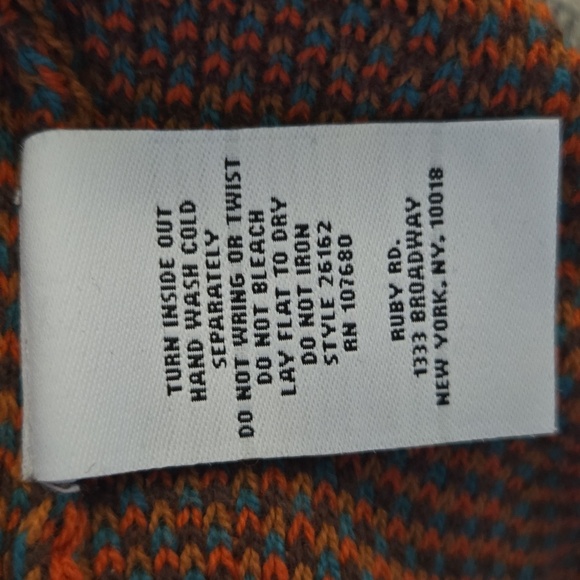 TURN INSIDE OUT
HAND WASH COLD
SEPARATELY
DO NOT WRING OR TWIST
DO NOT BLEACH
LAY FLAT TO DRY
DO NOT IRON
STYLE 26162
RN 107680
RUBY RD.
1333 BROADWAY
NEW YORK, NY, 10018